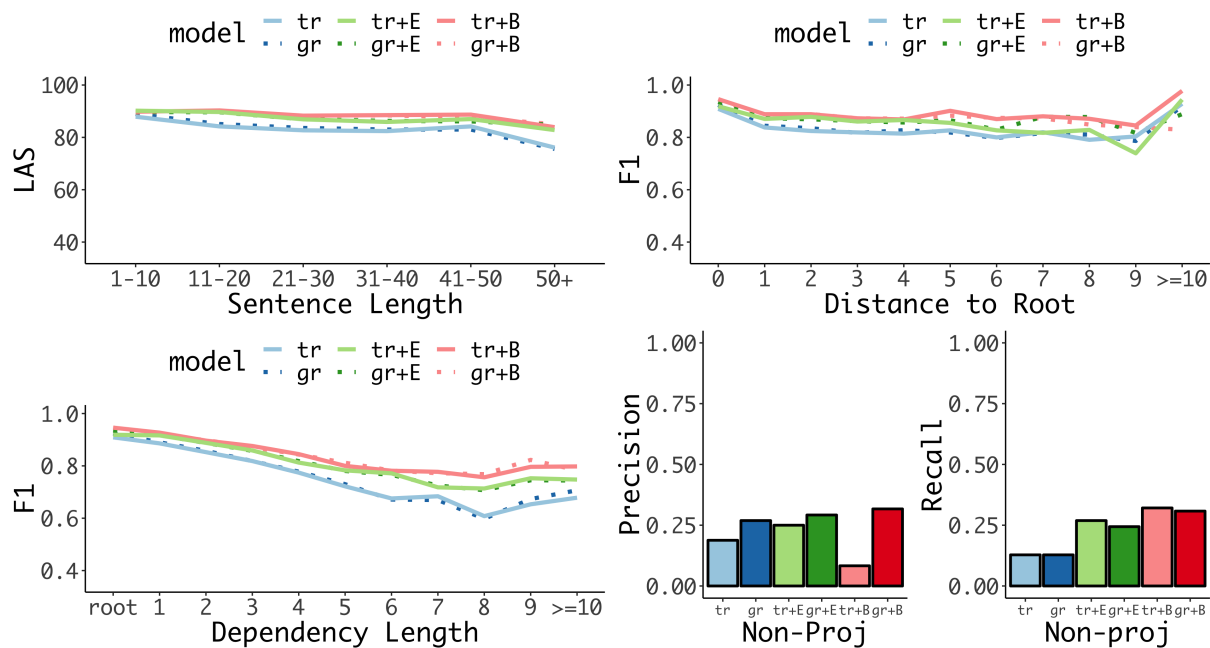 model tr tr+E tr+B
gr gr+E gr+B
LAS
100
80
60
40
1-10 11-20 21-30 31-40 41-50 50+
Sentence Length
model tr tr+E tr+B
gr gr+E gr+B
F1
1.0
0.8
0.6
0.4
0 1 2 3 4 5 6 7 8 9 >=10
Distance to Root
model tr tr+E tr+B
gr gr+E gr+B
F1
1.0
0.8
0.6
0.4
root 1 2 3 4 5 6 7 8 9 >=10
Dependency Length
Precision
1.00
0.75
0.50
0.25
0.00
tr gr tr+E gr+E tr+B gr+B
Non-Proj
Recall
1.00
0.75
0.50
0.25
0.00
tr gr tr+E gr+E tr+B gr+B
Non-proj